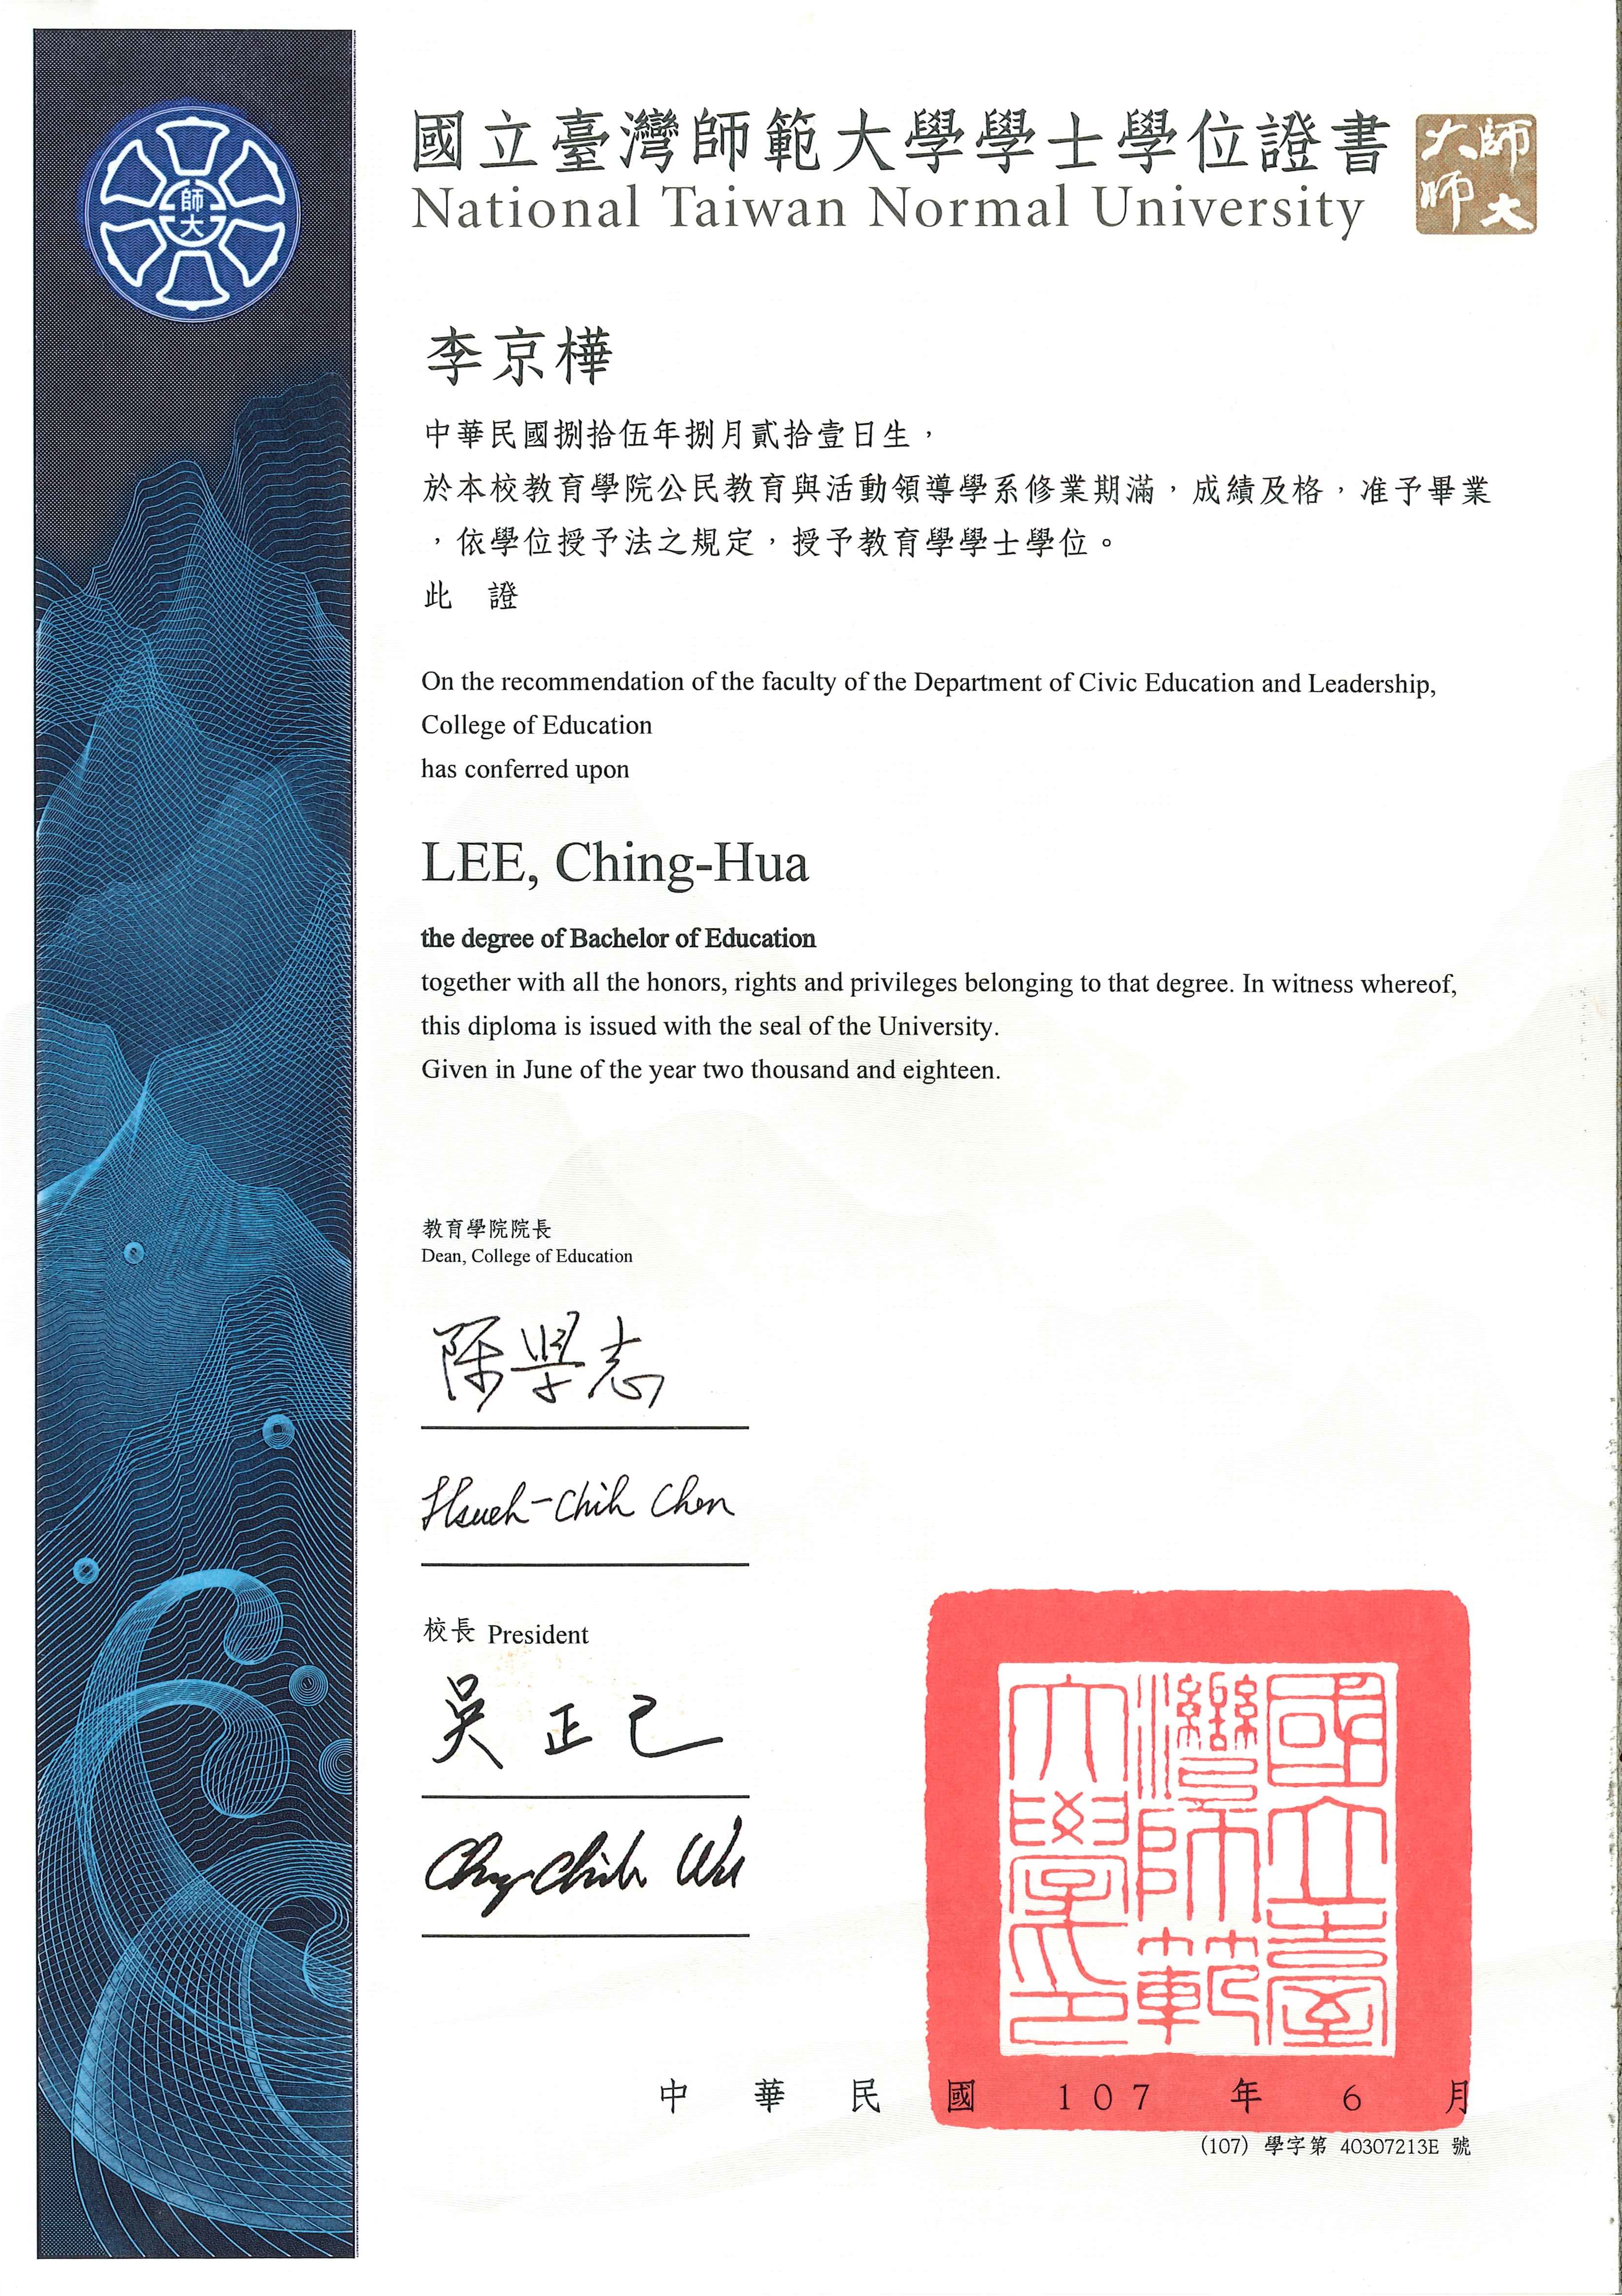 師大
國立臺灣師範大學學士學位證書
National Taiwan Normal University
師大
大師
李京樺
中華民國捌拾伍年捌月貳拾壹日生，
於本校教育學院公民教育與活動領導學系修業期滿，成績及格，准予畢業
，依學位授予法之規定，授予教育學學士學位。
此 證
On the recommendation of the faculty of the Department of Civic Education and Leadership,
College of Education
has conferred upon
LEE, Ching-Hua
the degree of Bachelor of Education
together with all the honors, rights and privileges belonging to that degree. In witness whereof,
this diploma is issued with the seal of the University.
Given in June of the year two thousand and eighteen.
教育學院院長
Dean, College of Education
陳學志
Hsueh-Chih Chen
校長 President
吳正己
Cheng-Chih Wu
國立臺
灣師範
大學印
中 華 民 國 107 年 6 月
(107) 學字第 40307213E 號